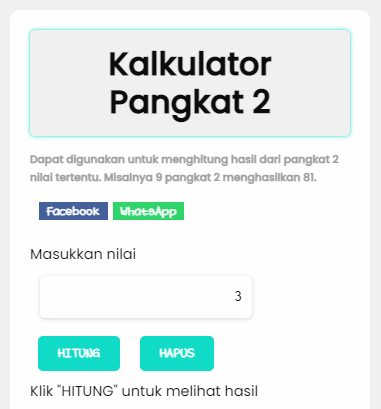 Kalkulator
Pangkat 2
Dapat digunakan untuk menghitung hasil dari pangkat 2
nilai tertentu. Misalnya 9 pangkat 2 menghasilkan 81.
Facebook WhatsApp
Masukkan nilai
3
HITUNG HAPUS
Klik "HITUNG" untuk melihat hasil